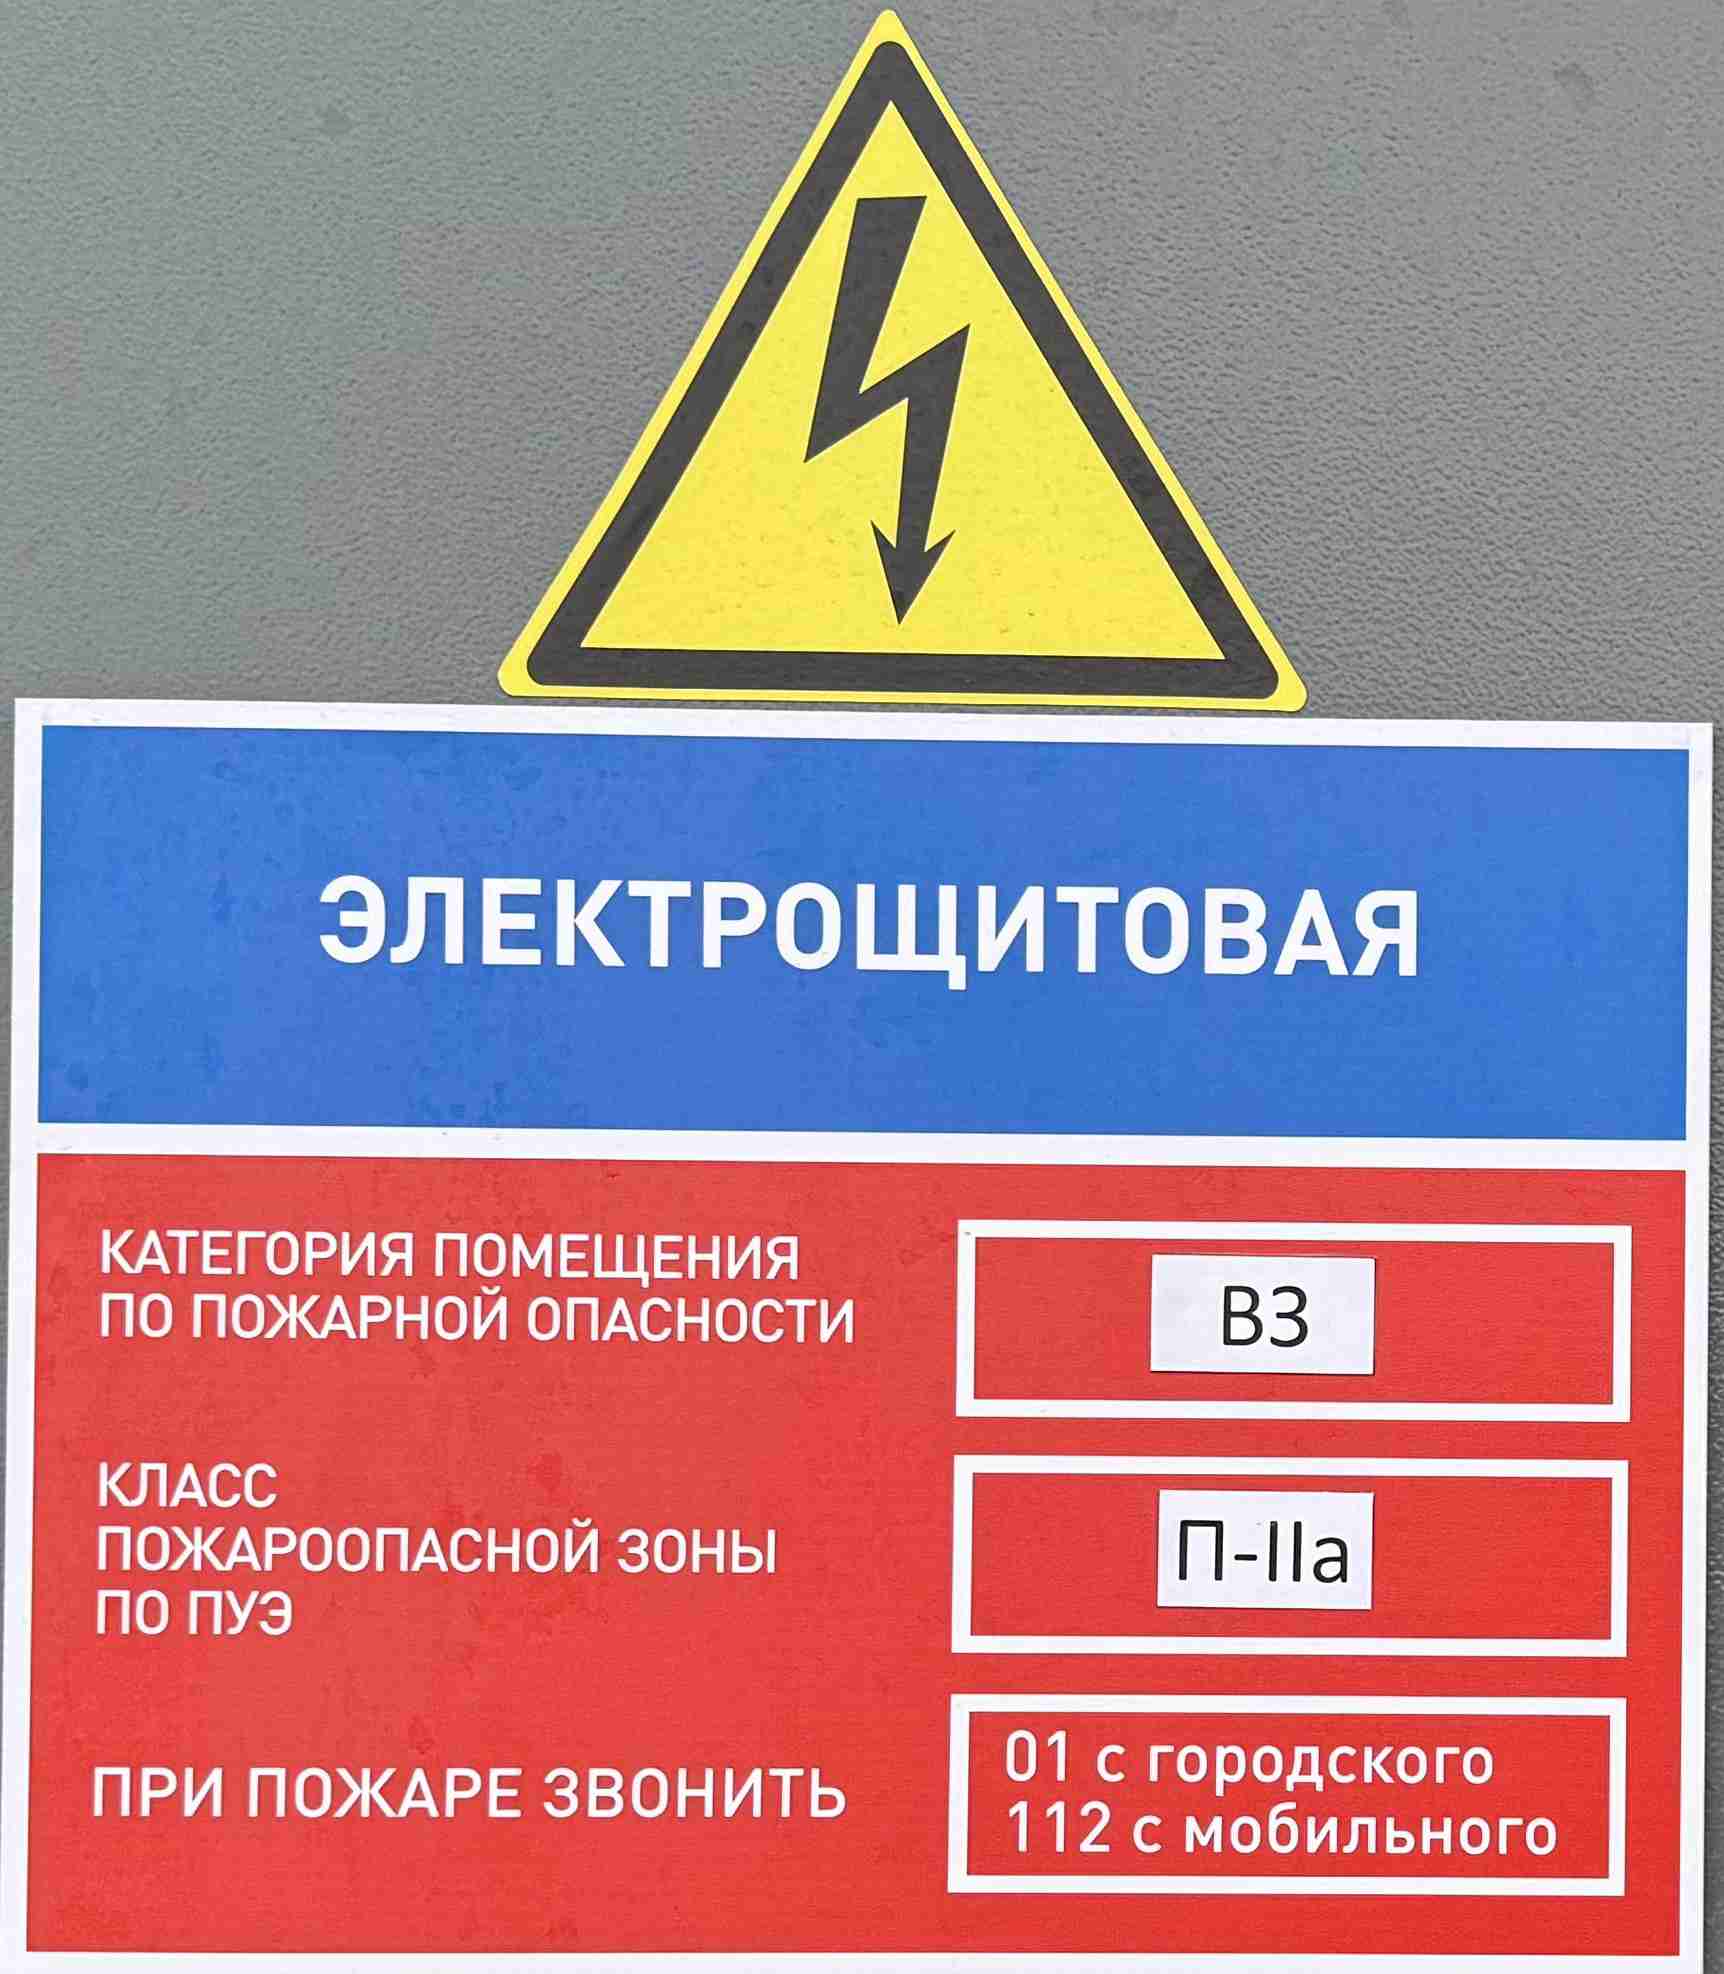 ЭЛЕКТРОЩИТОВАЯ
КАТЕГОРИЯ ПОМЕЩЕНИЯ
ПО ПОЖАРНОЙ ОПАСНОСТИ
В3
КЛАСС
ПОЖАРООПАСНОЙ ЗОНЫ
ПО ПУЭ
П-IIа
ПРИ ПОЖАРЕ ЗВОНИТЬ
01 с городского
112 с мобильного